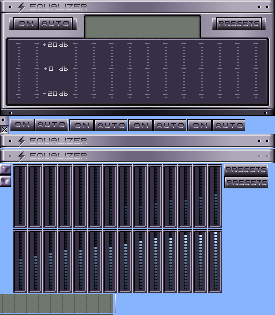 EQUALIZER
ON AUTO PRESETS
+20 db
+0 db
-20 db
ON AUTO ON AUTO ON AUTO ON AUTO
EQUALIZER
EQUALIZER
PRESETS
PRESETS